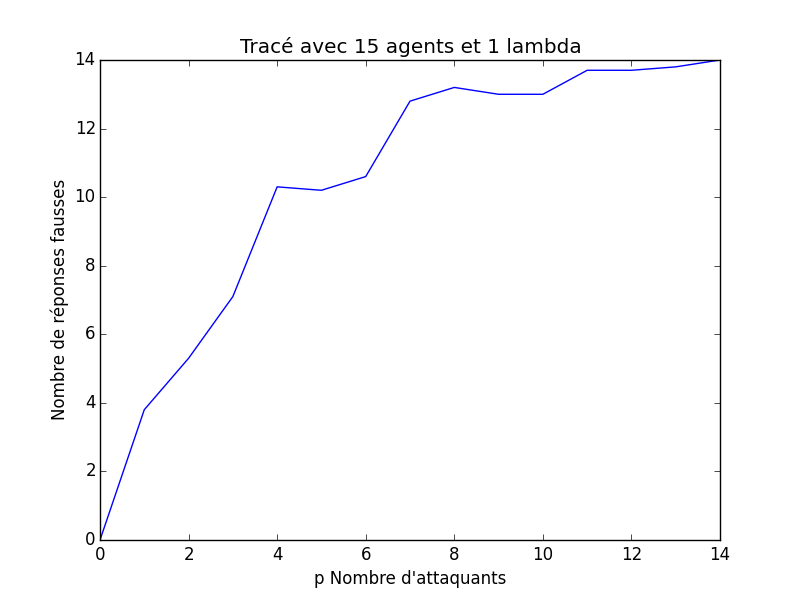 Tracé avec 15 agents et 1 lambda
14
12
10
8
6
4
2
0
Nombre de réponses fausses
0 2 4 6 8 10 12 14
p Nombre d'attaquants